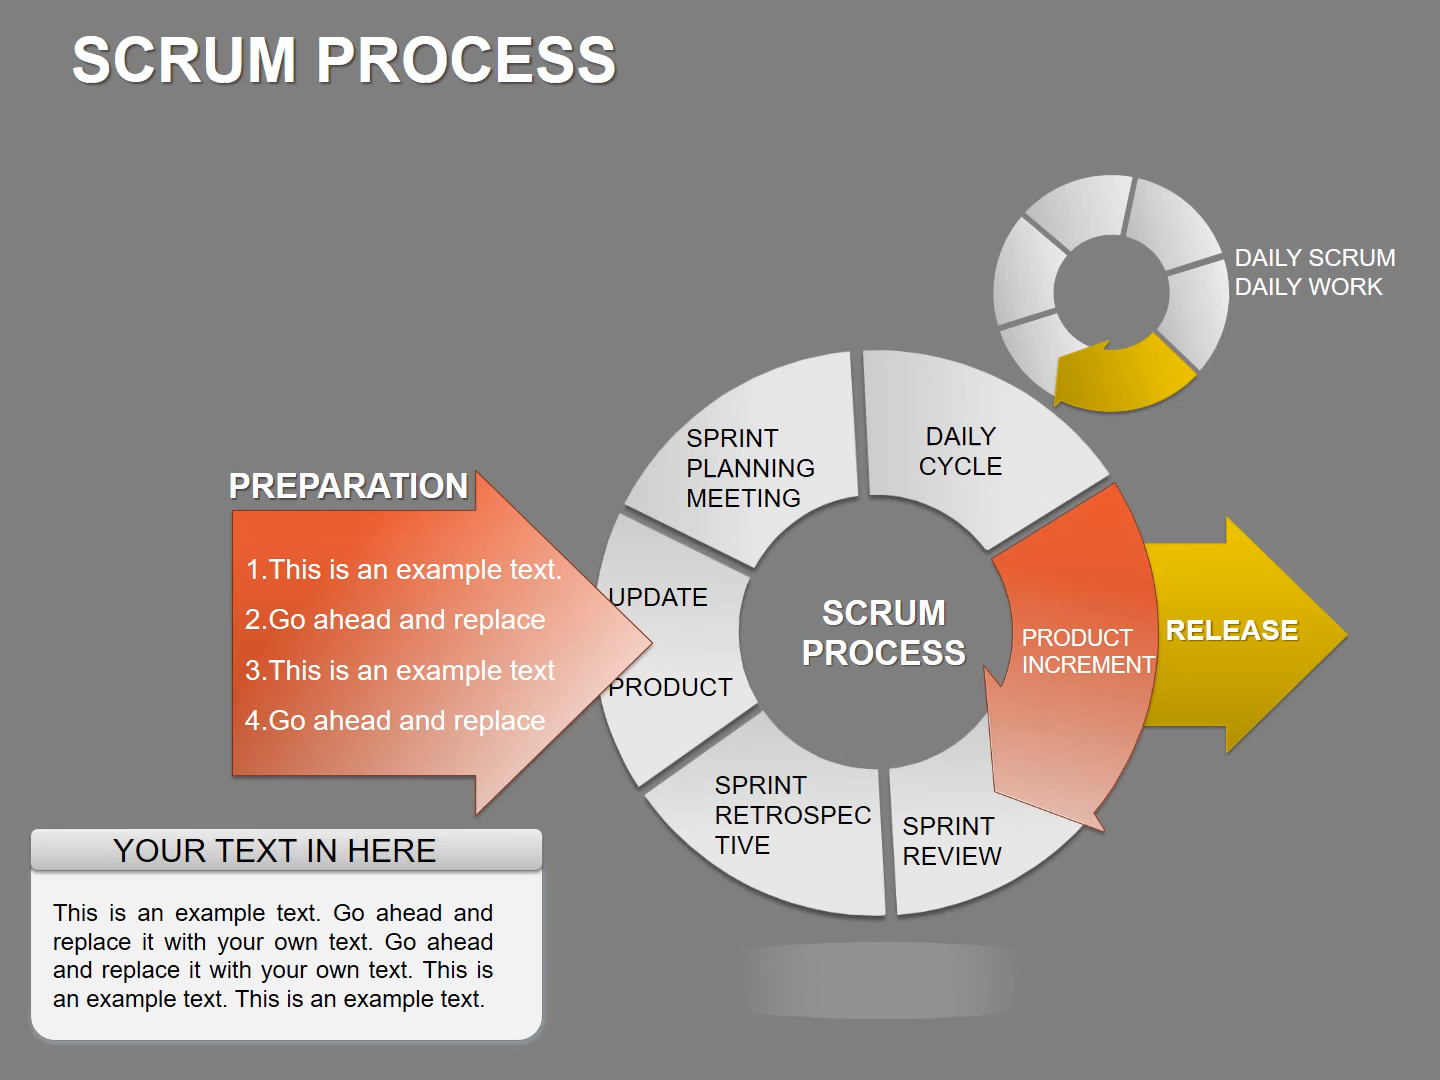 SCRUM PROCESS
DAILY SCRUM
DAILY WORK
SPRINT
PLANNING
MEETING
DAILY
CYCLE
PREPARATION
1.This is an example text.
2.Go ahead and replace
3.This is an example text
4.Go ahead and replace
UPDATE
PRODUCT
SCRUM
PROCESS
PRODUCT
INCREMENT
RELEASE
SPRINT
RETROSPEC
TIVE
SPRINT
REVIEW
YOUR TEXT IN HERE
This is an example text. Go ahead and
replace it with your own text. Go ahead
and replace it with your own text. This is
an example text. This is an example text.